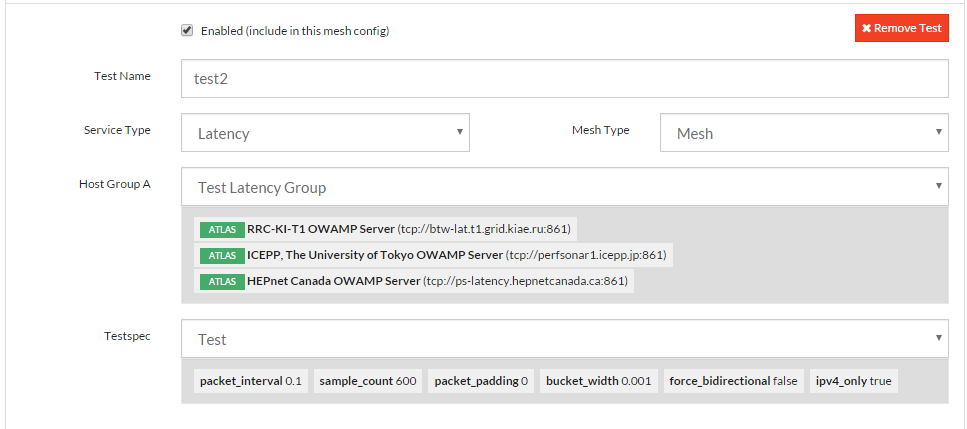 Enabled (include in this mesh config)
✖ Remove Test
Test Name
test2
Service Type
Latency
Mesh Type
Mesh
Host Group A
Test Latency Group
ATLAS RRC-KI-T1 OWAMP Server (tcp://btw-lat.t1.grid.kiae.ru:861)
ATLAS ICEPP, The University of Tokyo OWAMP Server (tcp://perfsonar1.icepp.jp:861)
ATLAS HEPnet Canada OWAMP Server (tcp://ps-latency.hepnetcanada.ca:861)
Testspec
Test
packet_interval 0.1 sample_count 600 packet_padding 0 bucket_width 0.001 force_bidirectional false ipv4_only true